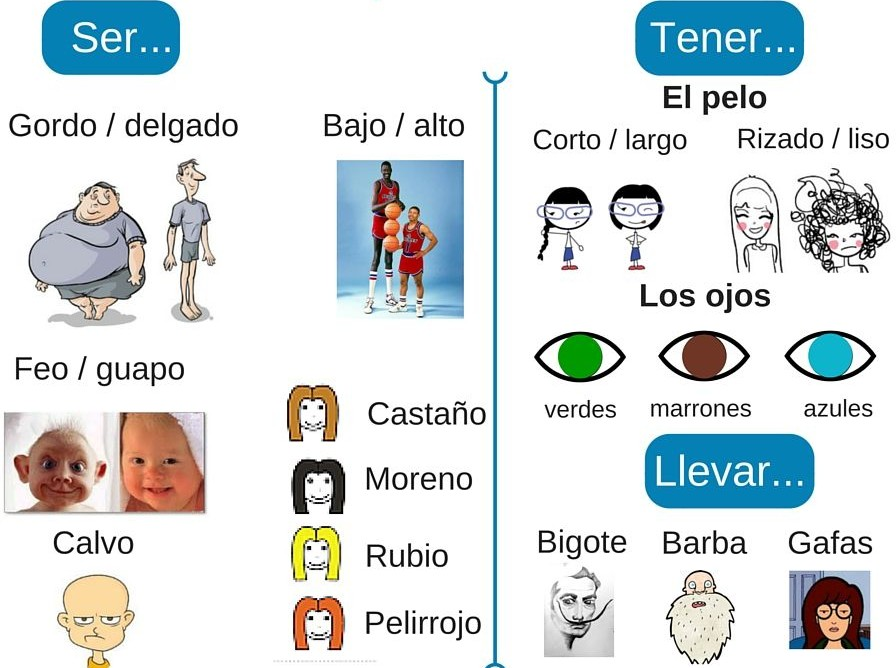 Ser...
Gordo / delgado
Bajo / alto
Feo / guapo
Castaño
Moreno
Rubio
Pelirrojo
Calvo
Tener...
El pelo
Corto / largo
Rizado / liso
Los ojos
verdes
marrones
azules
Llevar...
Bigote
Barba
Gafas